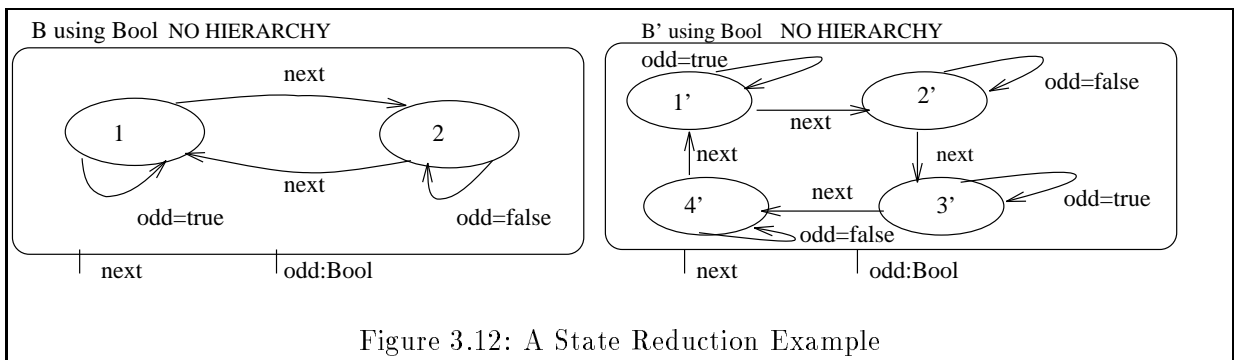 B using Bool NO HIERARCHY
next
1
2
next
odd=true
odd=false
next
odd:Bool
B' using Bool NO HIERARCHY
odd=true
1'
2'
odd=false
next
next
next
4'
next
3'
odd=true
odd=false
next
odd:Bool
Figure 3.12: A State Reduction Example